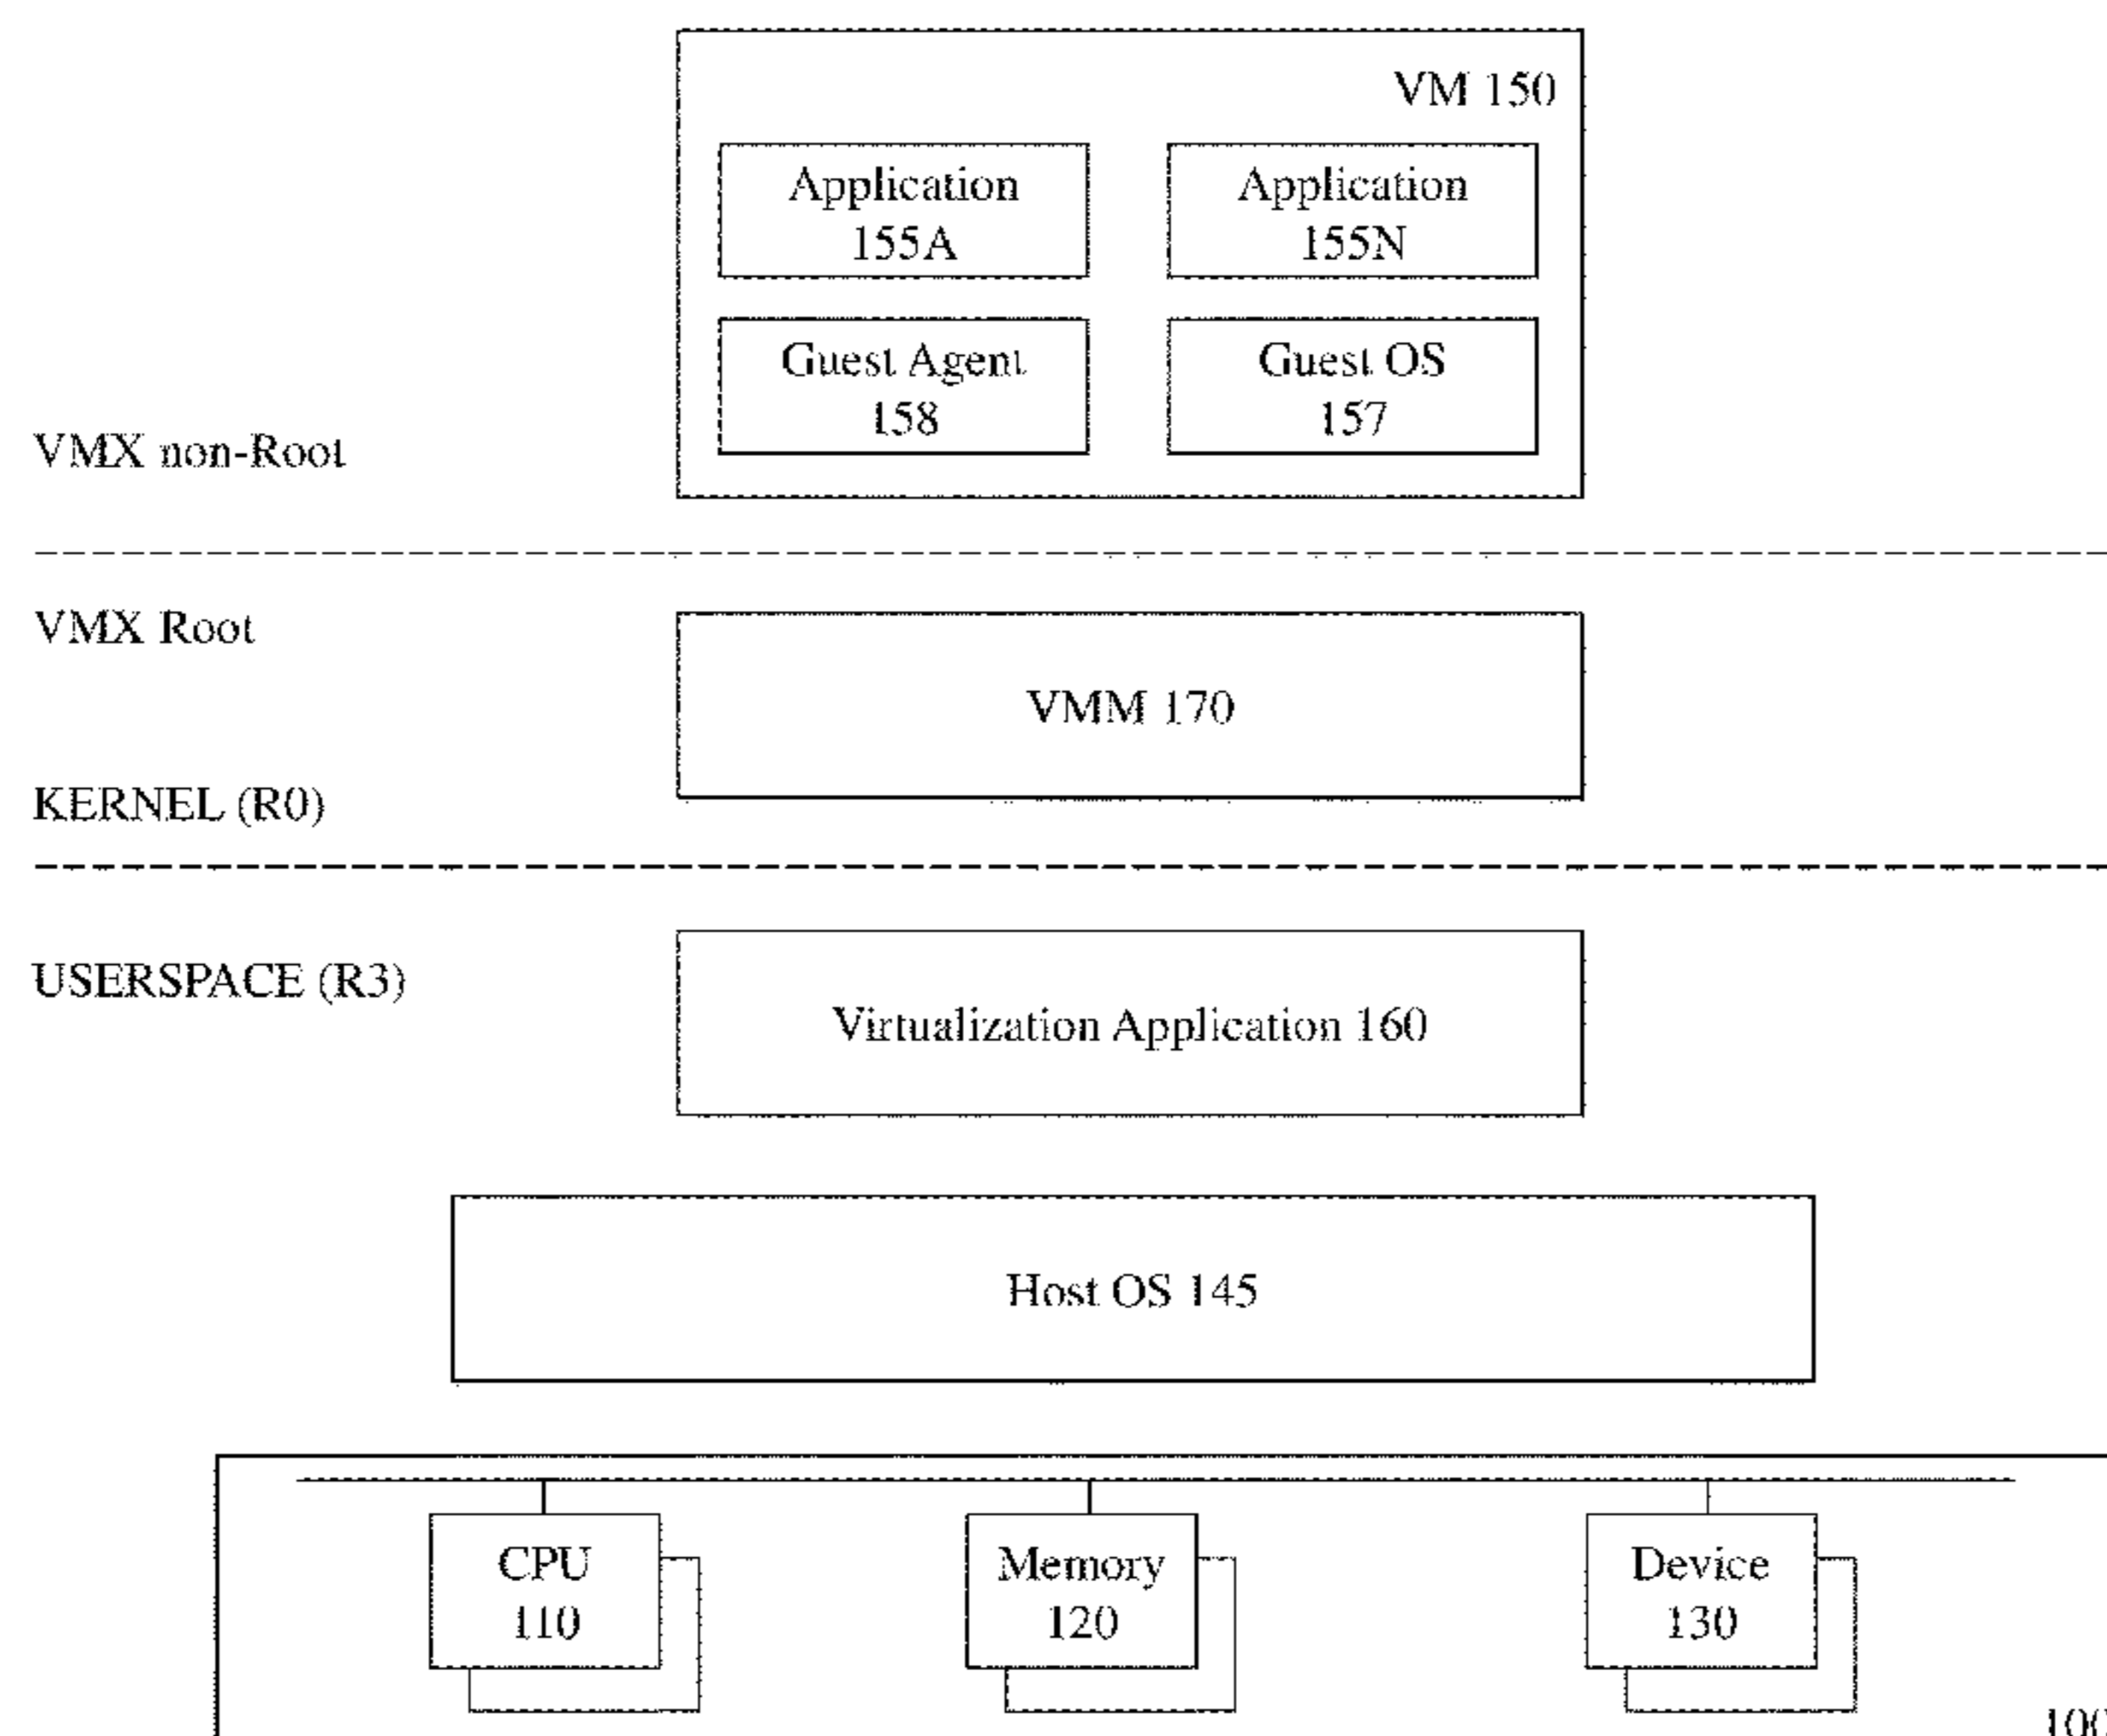 VM 150
Application
155A
Application
155N
Guest Agent
158
Guest OS
157
VMX non-Root
VMX Root
VMM 170
KERNEL (R0)
USERSPACE (R3)
Virtualization Application 160
Host OS 145
CPU
110
Memory
120
Device
130
100